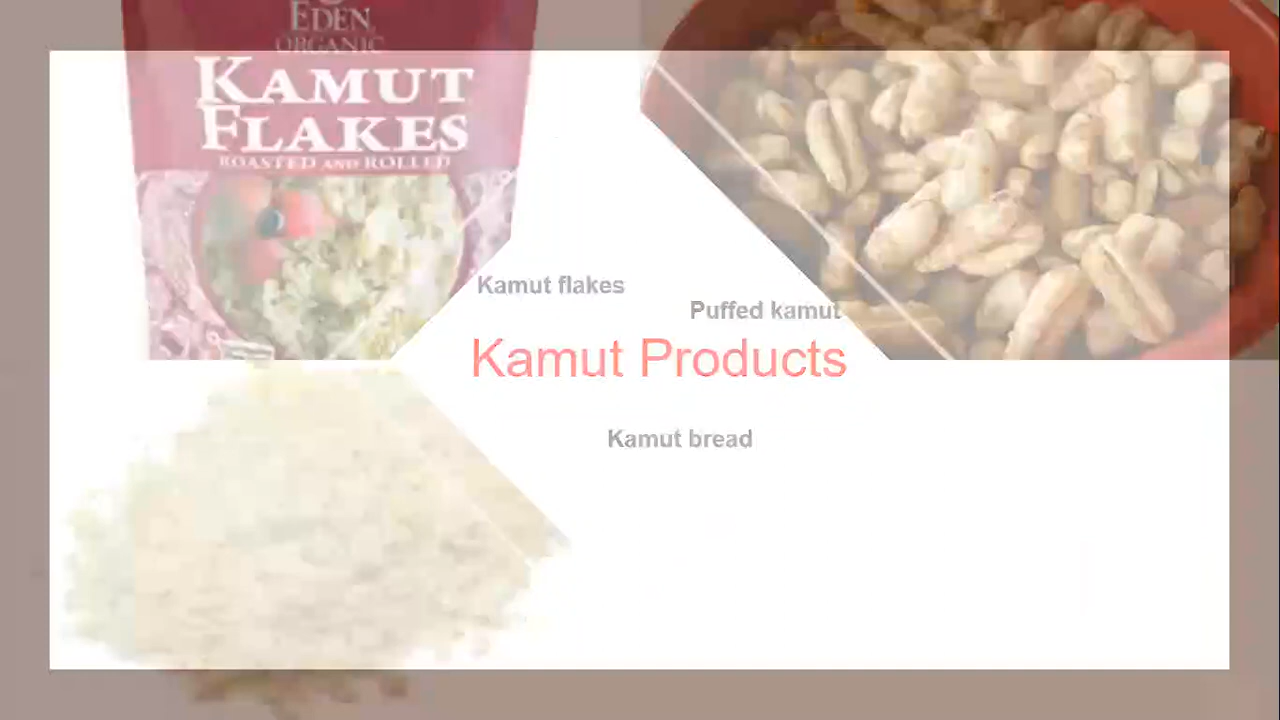 EDEN
ORGANIC
KAMUT
FLAKES
ROASTED AND ROLLED
Kamut flakes
Puffed kamut
Kamut Products
Kamut bread